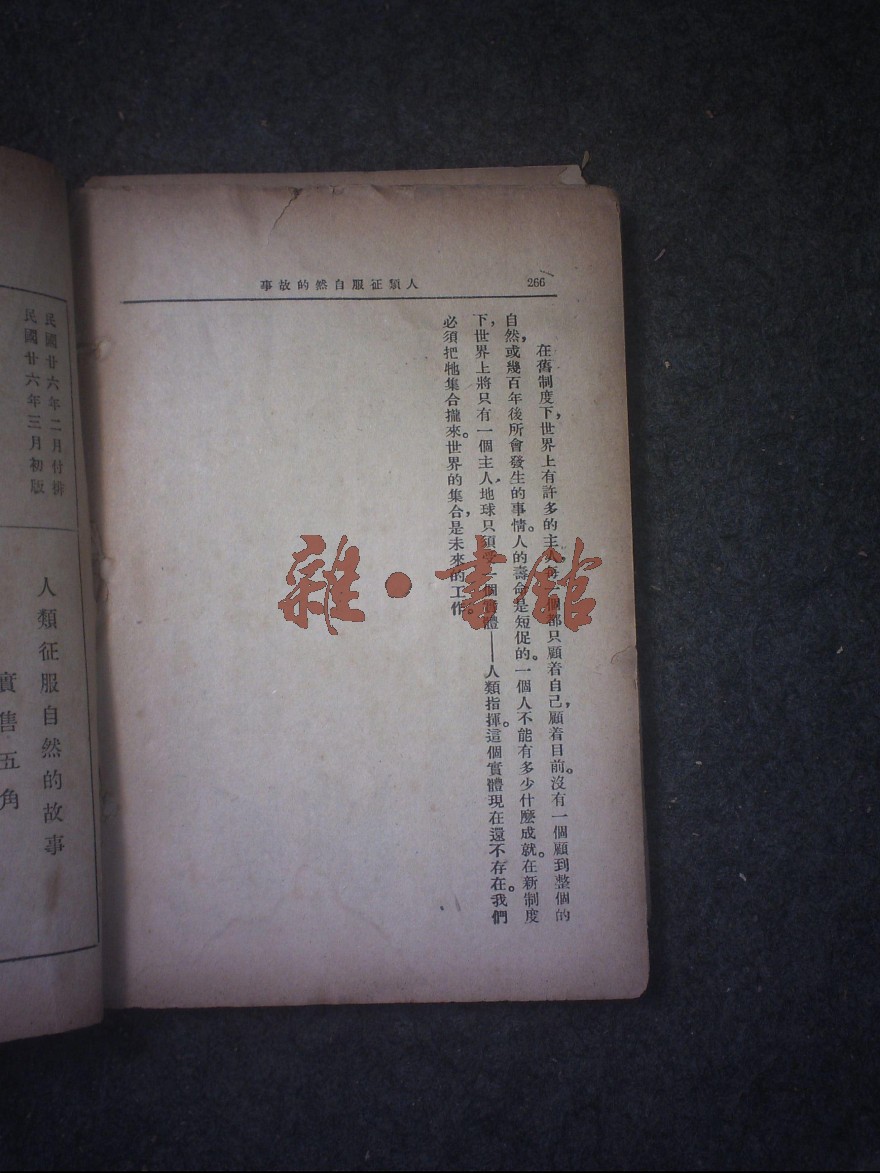 266
人類征服自然的故事
在舊制度下，世界上有許多的主人。每一個都只顧着自己，顧着目前。沒有一個顧到整個的
自然，或幾百年後所會發生的事情。人的壽命是短促的。一個人不能有多少什麼成就。在新制度
下，世界上將只有一個主人，地球只須受一個實體——人類指揮。這個實體現在還不存在。我們
必須把牠集合攏來。世界的集合，是未來的工作。
雜·書館
民國廿六年二月付排
民國廿六年三月初版
人類征服自然的故事
實售五角